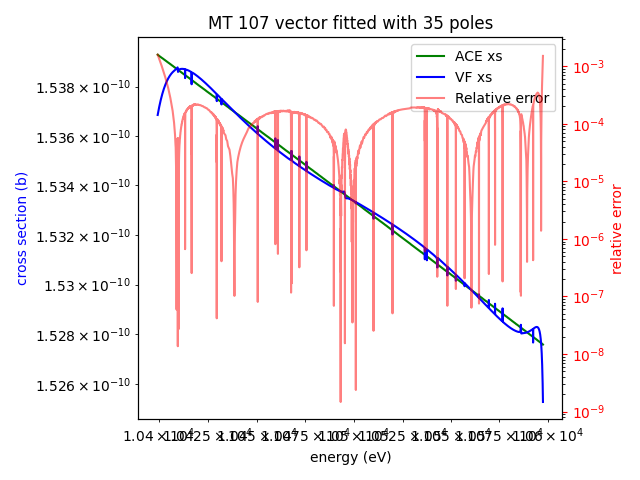 MT 107 vector fitted with 35 poles
ACE xs
VF xs
Relative error
cross section (b)
1.538 × 10⁻¹⁰
1.536 × 10⁻¹⁰
1.534 × 10⁻¹⁰
1.532 × 10⁻¹⁰
1.53 × 10⁻¹⁰
1.528 × 10⁻¹⁰
1.526 × 10⁻¹⁰
10⁻³
10⁻⁴
10⁻⁵
10⁻⁶
10⁻⁷
10⁻⁸
10⁻⁹
relative error
energy (eV)